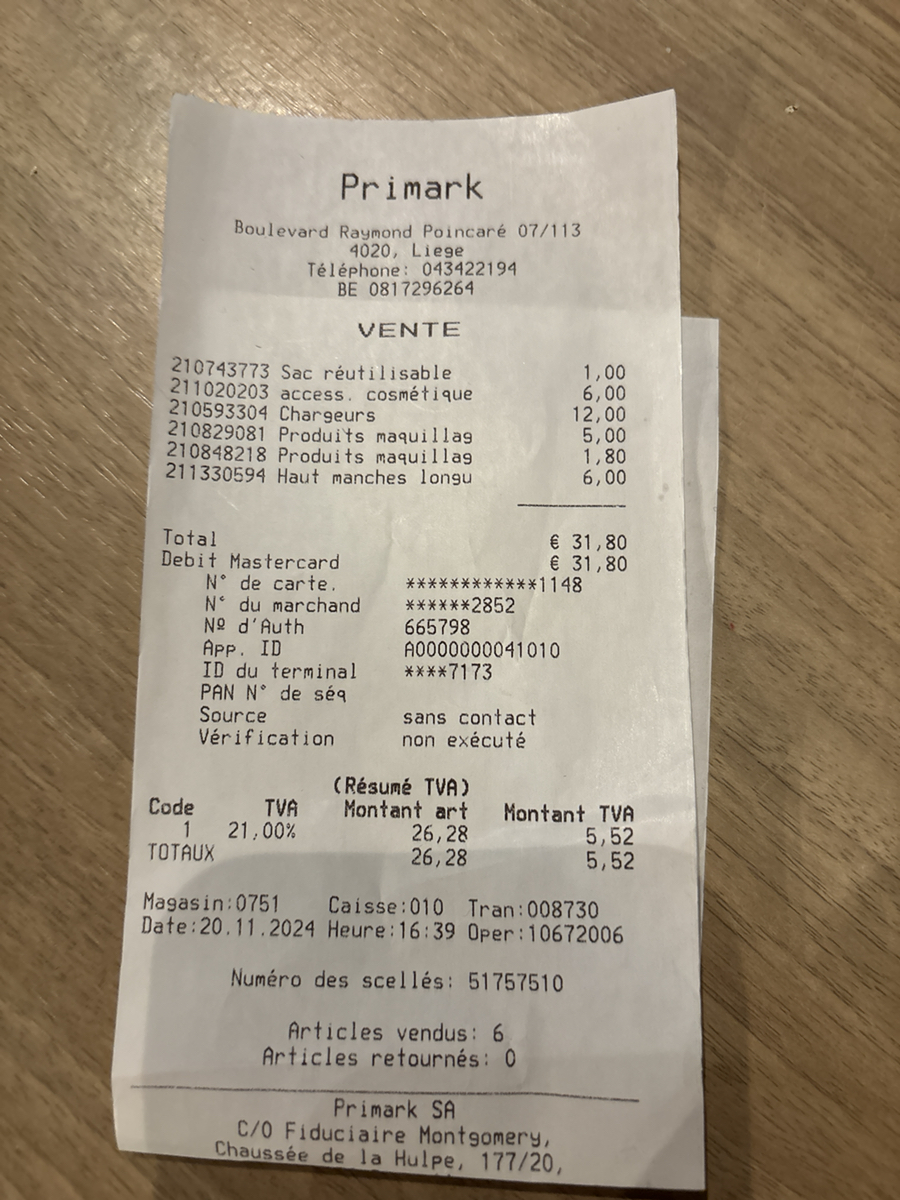 Primark
Boulevard Raymond Poincaré 07/113
4020, Liege
Téléphone: 043422194
BE 0817296264
VENTE
210743773 Sac réutilisable 1,00
211020203 access. cosmétique 6,00
210593304 Chargeurs 12,00
210829081 Produits maquillag 5,00
210848218 Produits maquillag 1,80
211330594 Haut manches longu 6,00
Total € 31,80
Debit Mastercard € 31,80
N° de carte. ************1148
N° du marchand ******2852
Nº d'Auth 665798
App. ID A0000000041010
ID du terminal ****7173
PAN N° de séq
Source sans contact
Vérification non exécuté
(Résumé TVA)
Code TVA Montant art Montant TVA
1 21,00% 26,28 5,52
TOTAUX 26,28 5,52
Magasin:0751 Caisse:010 Tran:008730
Date:20.11.2024 Heure:16:39 Oper:10672006
Numéro des scellés: 51757510
Articles vendus: 6
Articles retournés: 0
Primark SA
C/O Fiduciaire Montgomery,
Chaussée de la Hulpe, 177/20,